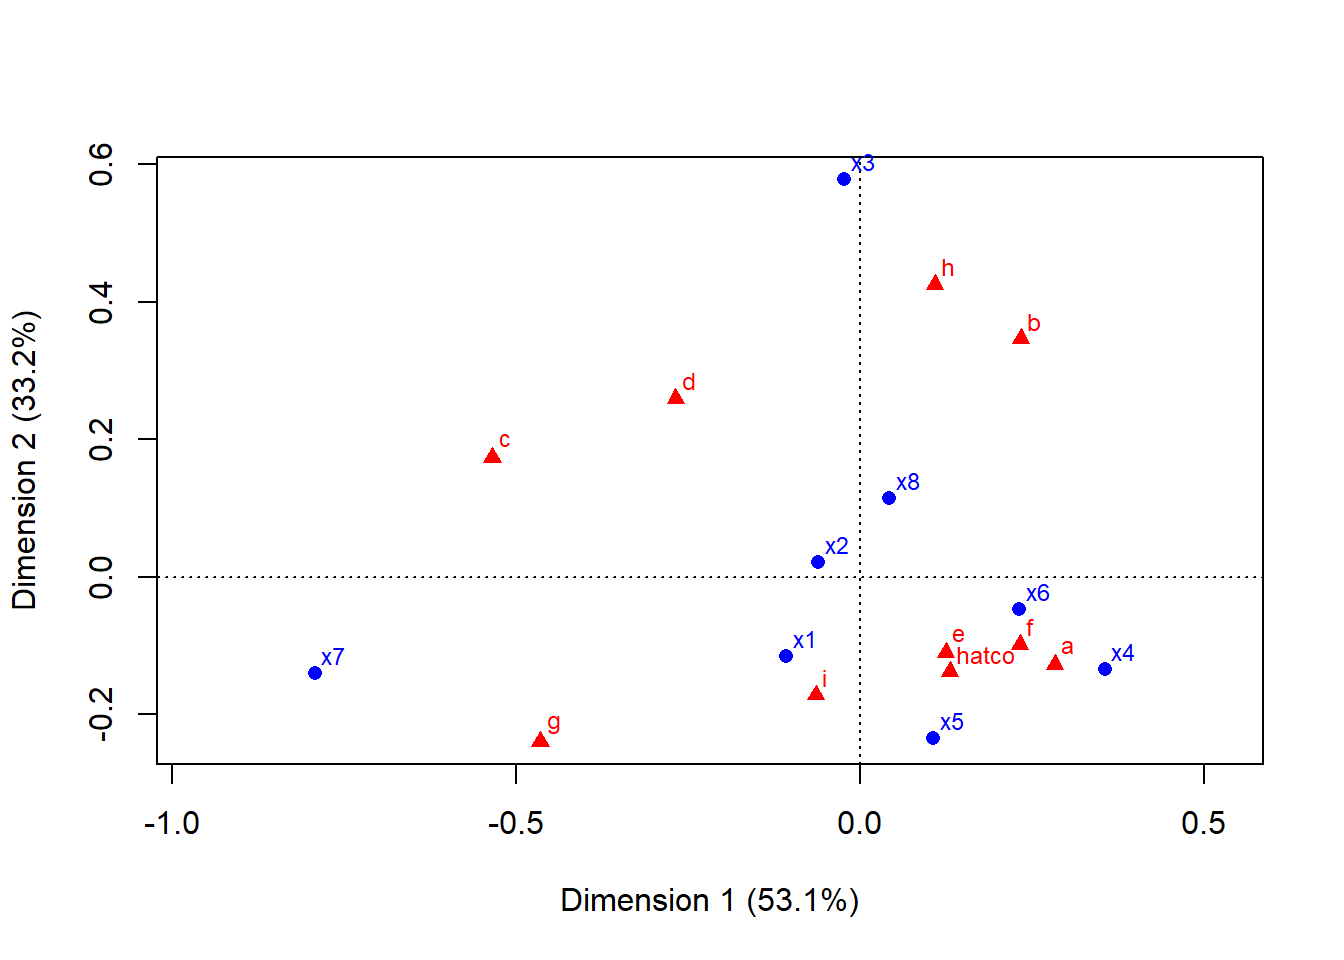 0.6
x3
h
0.4
b
d
c
0.2
x8
x2
0.0
x6
f
e
x1
a
hatco
x4
x7
i
-0.2
g
x5
-1.0 -0.5 0.0 0.5
Dimension 2 (33.2%)
Dimension 1 (53.1%)